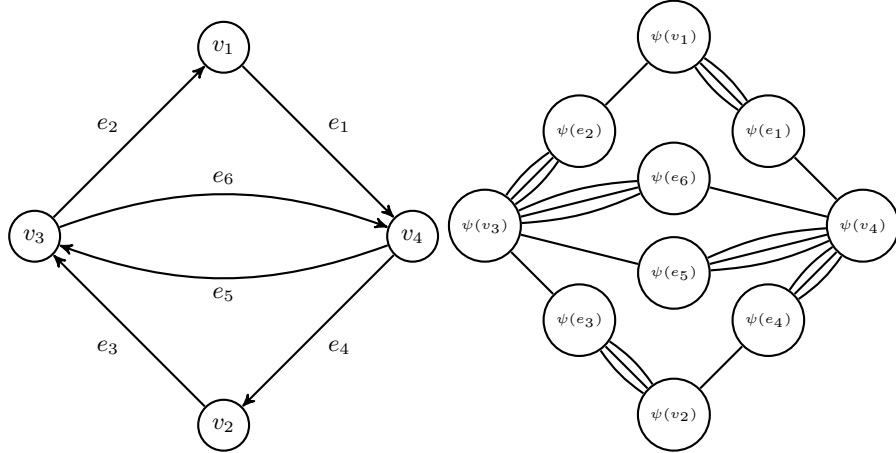 v₁
e₂
e₁
e₆
v₃
v₄
e₅
e₃
e₄
v₂
ψ(v₁)
ψ(e₂)
ψ(e₁)
ψ(e₆)
ψ(v₃)
ψ(v₄)
ψ(e₅)
ψ(e₃)
ψ(e₄)
ψ(v₂)